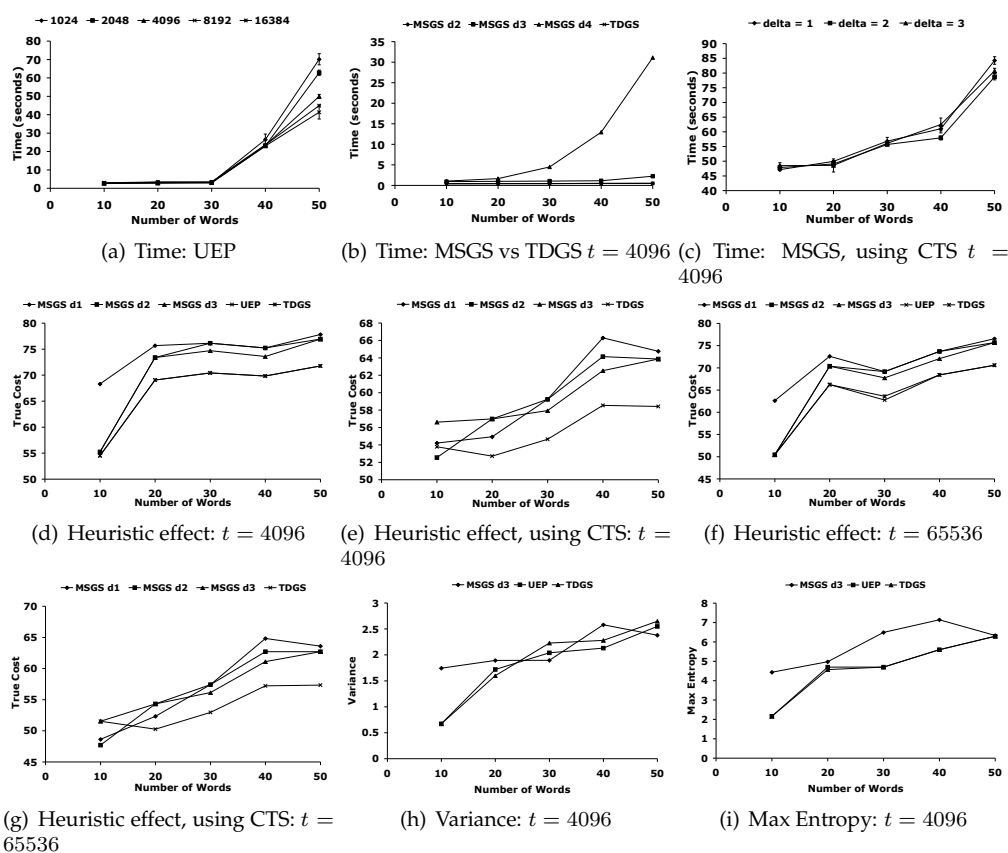 1024 2048 4096 8192 16384
80
70
60
50
40
30
20
10
0
Time (seconds)
0 10 20 30 40 50
Number of Words
(a) Time: UEP
MSGS d2 MSGS d3 MSGS d4 TDGS
35
30
25
20
15
10
5
0
Time (seconds)
0 10 20 30 40 50
Number of Words
(b) Time: MSGS vs TDGS t = 4096
delta = 1 delta = 2 delta = 3
90
85
80
75
70
65
60
55
50
45
40
Time (seconds)
0 10 20 30 40 50
Number of Words
(c) Time: MSGS, using CTS t =
4096
MSGS d1 MSGS d2 MSGS d3 UEP TDGS
80
75
70
65
60
55
50
True Cost
0 10 20 30 40 50
Number of Words
(d) Heuristic effect: t = 4096
MSGS d1 MSGS d2 MSGS d3 TDGS
68
66
64
62
60
58
56
54
52
50
True Cost
0 10 20 30 40 50
Number of Words
(e) Heuristic effect, using CTS: t =
4096
MSGS d1 MSGS d2 MSGS d3 UEP TDGS
80
75
70
65
60
55
50
45
True Cost
0 10 20 30 40 50
Number of Words
(f) Heuristic effect: t = 65536
MSGS d1 MSGS d2 MSGS d3 TDGS
70
65
60
55
50
45
True Cost
0 10 20 30 40 50
Number of Words
(g) Heuristic effect, using CTS: t =
65536
MSGS d3 UEP TDGS
3
2.5
2
1.5
1
0.5
0
Variance
0 10 20 30 40 50
Number of Words
(h) Variance: t = 4096
MSGS d3 UEP TDGS
8
7
6
5
4
3
2
1
0
Max Entropy
0 10 20 30 40 50
Number of Words
(i) Max Entropy: t = 4096